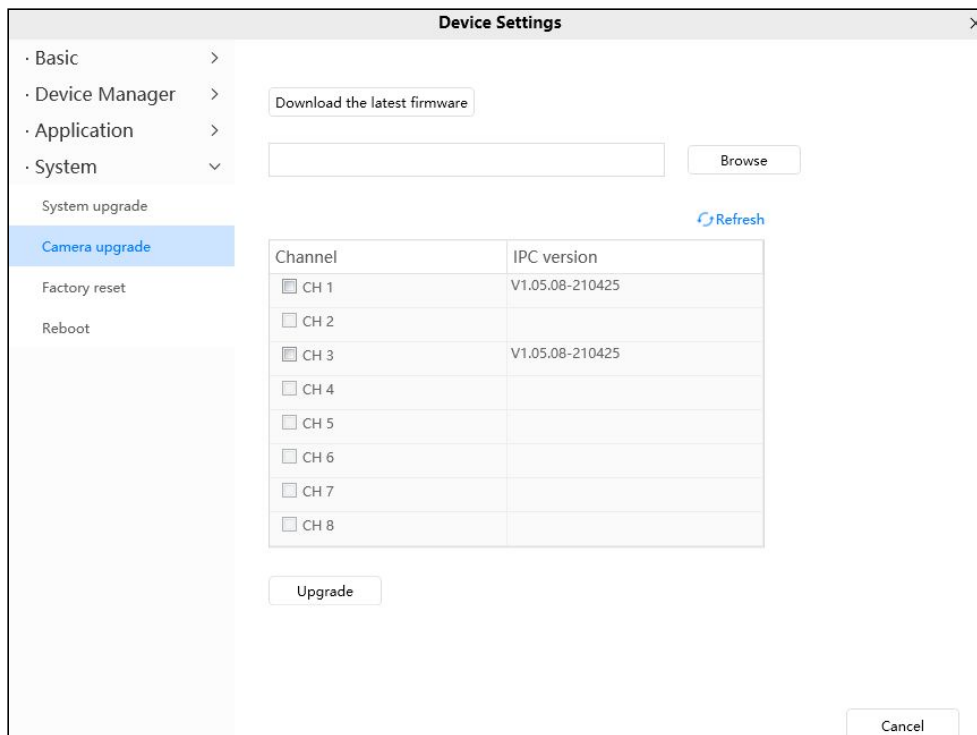 Device Settings
· Basic
· Device Manager
· Application
· System
System upgrade
Camera upgrade
Factory reset
Reboot
Download the latest firmware
Browse
Refresh
Channel IPC version
CH 1 V1.05.08-210425
CH 2
CH 3 V1.05.08-210425
CH 4
CH 5
CH 6
CH 7
CH 8
Upgrade
Cancel